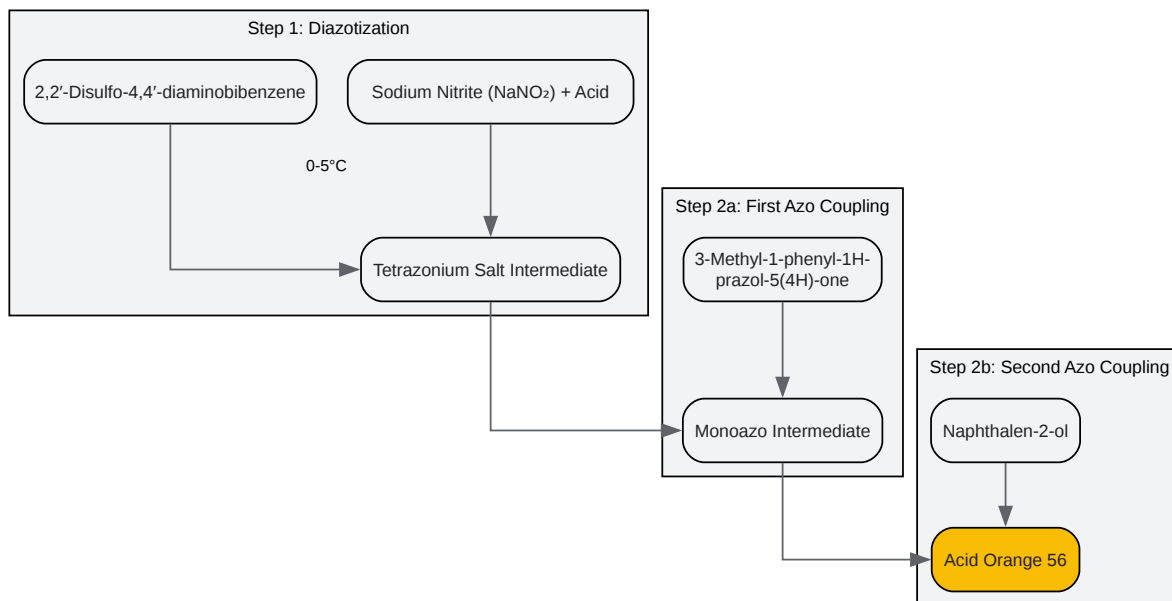 Step 1: Diazotization
2,2′-Disulfo-4,4′-diaminobibenzene
Sodium Nitrite (NaNO₂) + Acid
0-5°C
Tetrazonium Salt Intermediate
Step 2a: First Azo Coupling
3-Methyl-1-phenyl-1H-
prazol-5(4H)-one
Monoazo Intermediate
Step 2b: Second Azo Coupling
Naphthalen-2-ol
Acid Orange 56